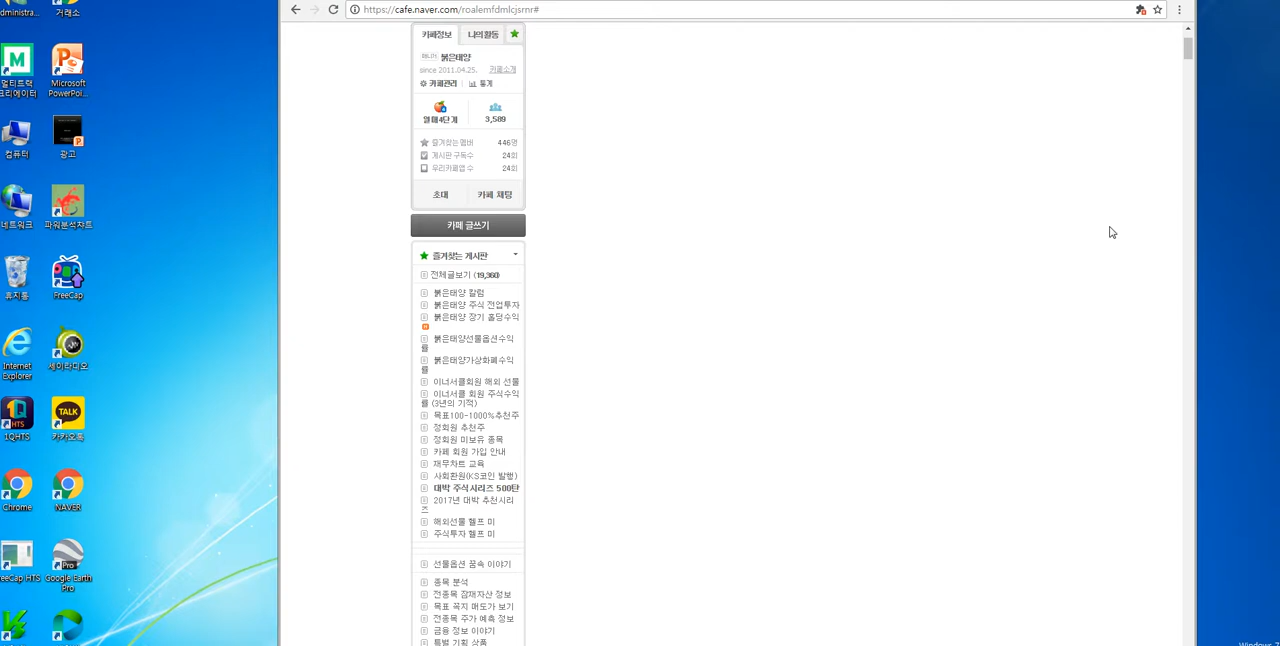 dministra...
거래소
https://cafe.naver.com/roalemfdmlcjsrnr#
멀티트랙
크리에이터
Microsoft
PowerPoi...
컴퓨터
광고
네트워크
파워분석챠트
휴지통
FreeCap
Internet
Explorer
세이라디오
1QHTS
TALK
카카오톡
Chrome
NAVER
eeCap HTS
Google Earth
Pro
카페정보 나의활동
매니저 붉은태양
since 2011.04.25. 카페소개
카페관리 통계
열매4단계 3,589
즐겨찾는 멤버 446명
게시판 구독수 24회
우리카페앱 수 24회
초대 카페 채팅
카페 글쓰기
즐겨찾는 게시판
전체글보기 (19,360)
붉은태양 칼럼
붉은태양 주식 전업투자
붉은태양 장기 홀딩수익
붉은태양선물옵션수익
률
붉은태양가상화폐수익
률
이너서클회원 해외 선물
이너서클 회원 주식수익
률 (3년의 기적)
목표100-1000%추천주
정회원 추천주
정회원 미보유 종목
카페 회원 가입 안내
재무차트 교육
사회환원(KS코인 발행)
대박 주식시리즈 500탄
2017년 대박 추천시리
즈
해외선물 헬프 미
주식투자 헬프 미
선물옵션 꿈속 이야기
종목 분석
전종목 잠재자산 정보
목표 꼭지 매도가 보기
전종목 주가 예측 정보
금융 정보 이야기
특별 기획 상품
Windows 7